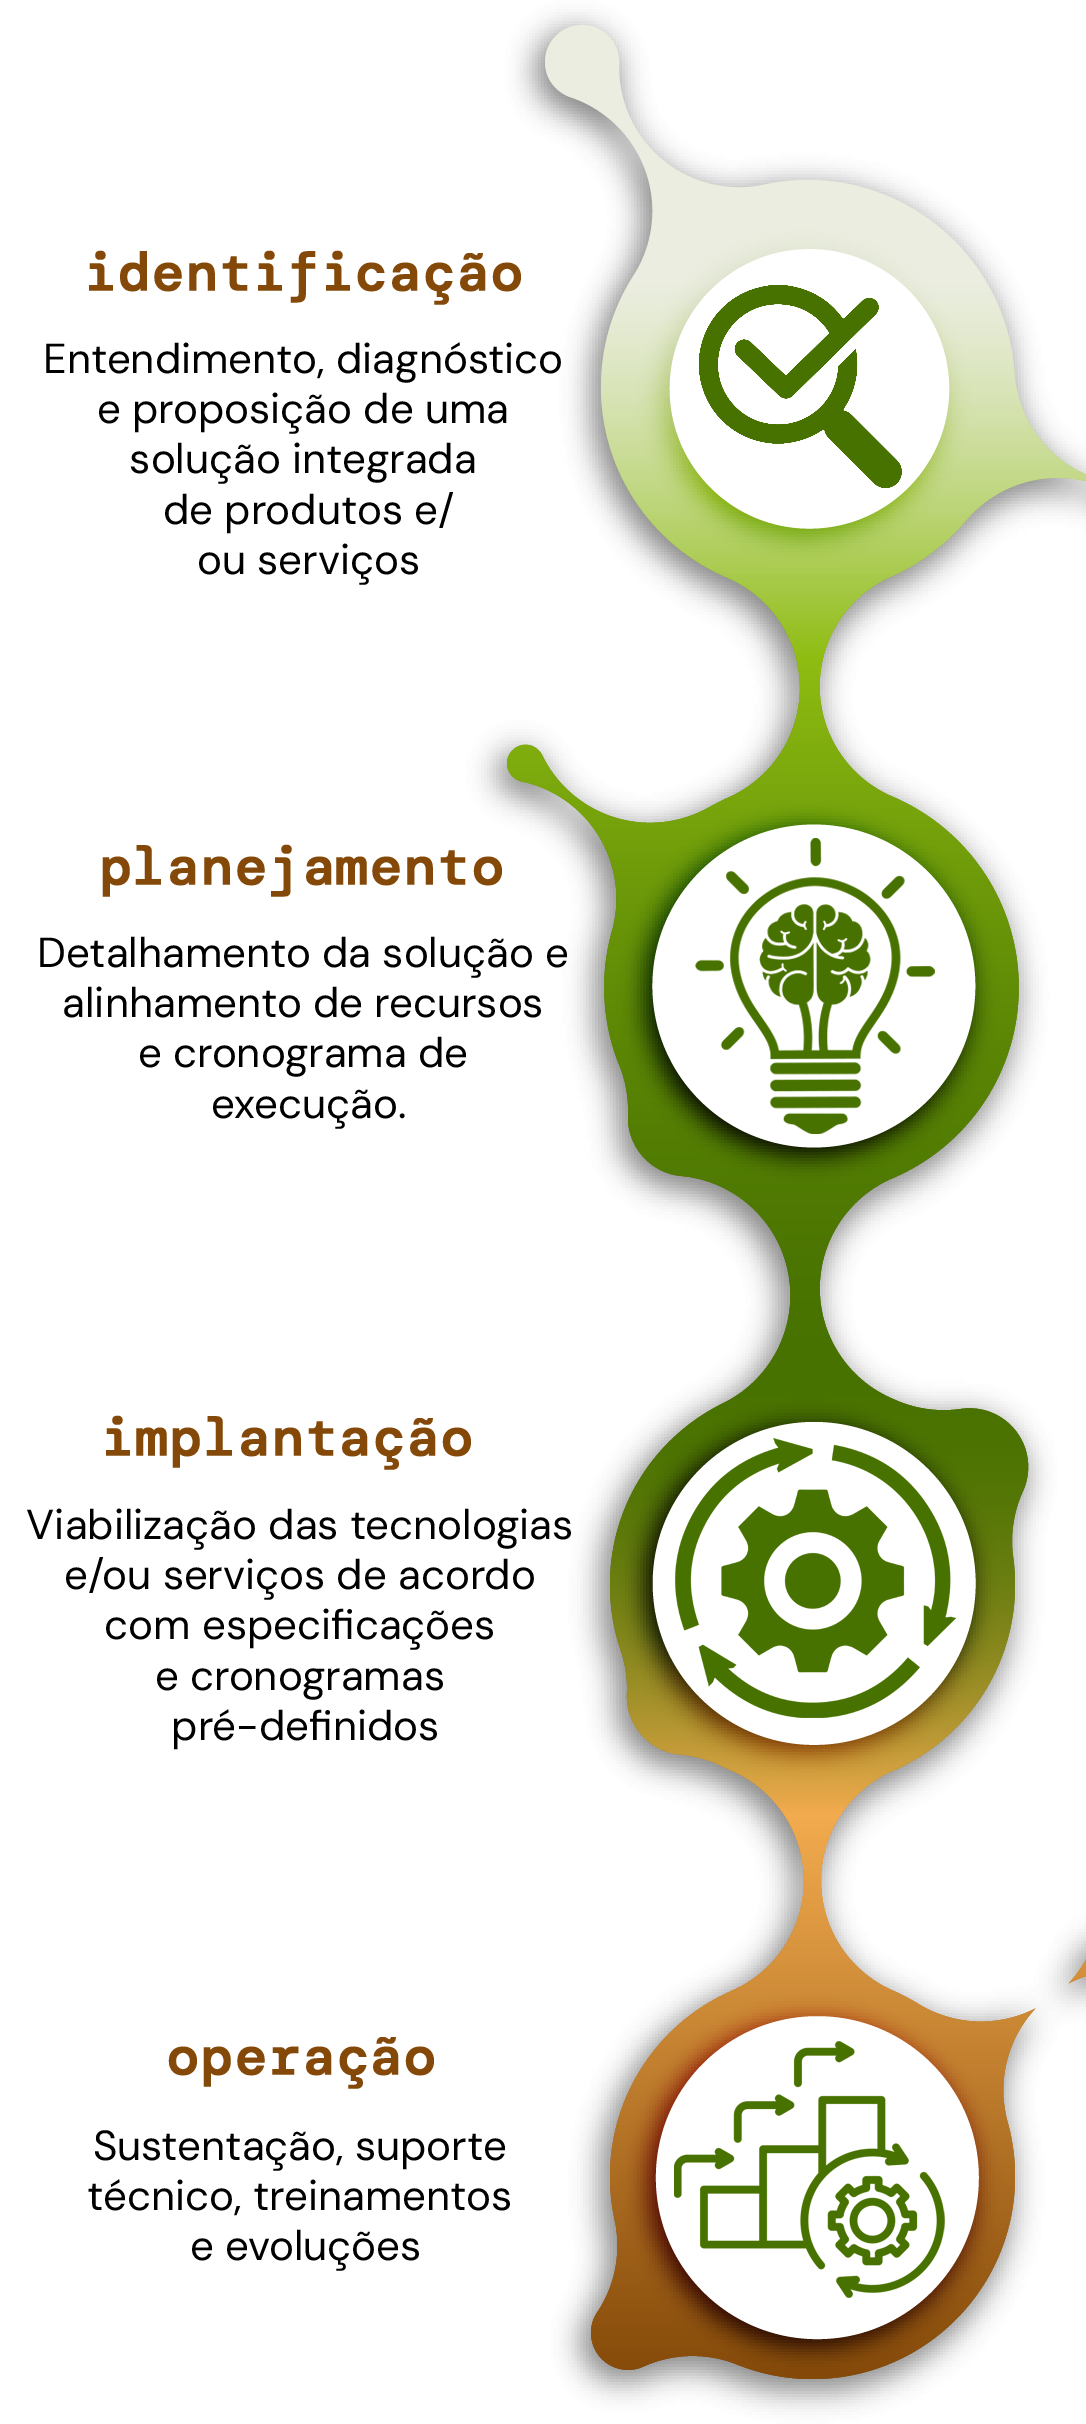 identificação
Entendimento, diagnóstico
e proposição de uma
solução integrada
de produtos e/
ou serviços
planejamento
Detalhamento da solução e
alinhamento de recursos
e cronograma de
execução.
implantação
Viabilização das tecnologias
e/ou serviços de acordo
com especificações
e cronogramas
pré-definidos
operação
Sustentação, suporte
técnico, treinamentos
e evoluções